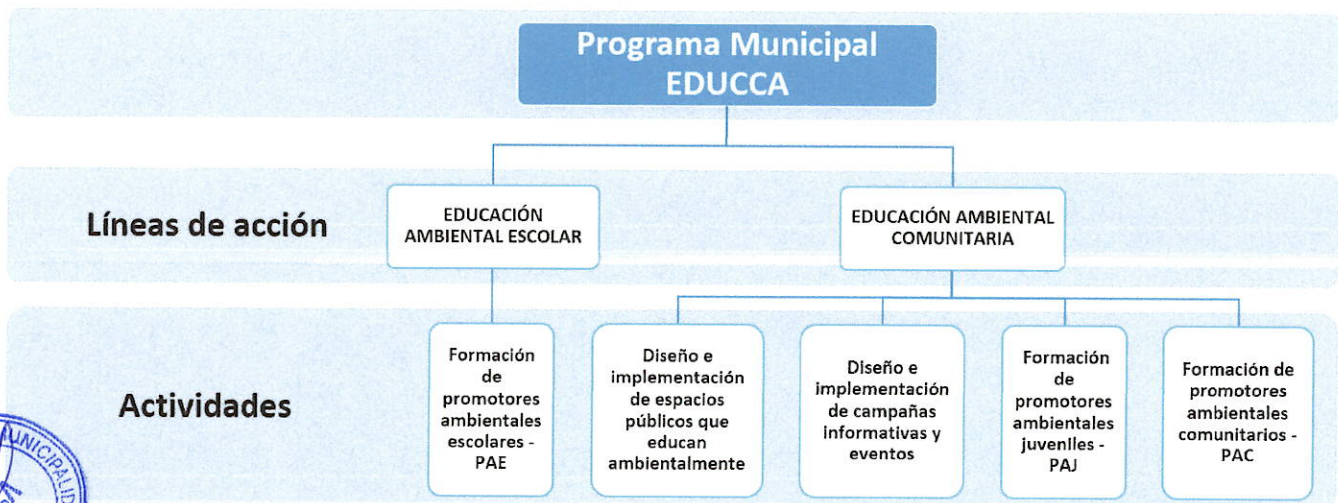 Programa Municipal
EDUCCA
Líneas de acción
EDUCACIÓN
AMBIENTAL ESCOLAR
EDUCACIÓN AMBIENTAL
COMUNITARIA
Actividades
Formación
de
promotores
ambientales
escolares -
PAE
Diseño e
implementación
de espacios
públicos que
educan
ambientalmente
Diseño e
implementación
de campañas
informativas y
eventos
Formación
de
promotores
ambientales
juveniles -
PAJ
Formación de
promotores
ambientales
comunitarios -
PAC